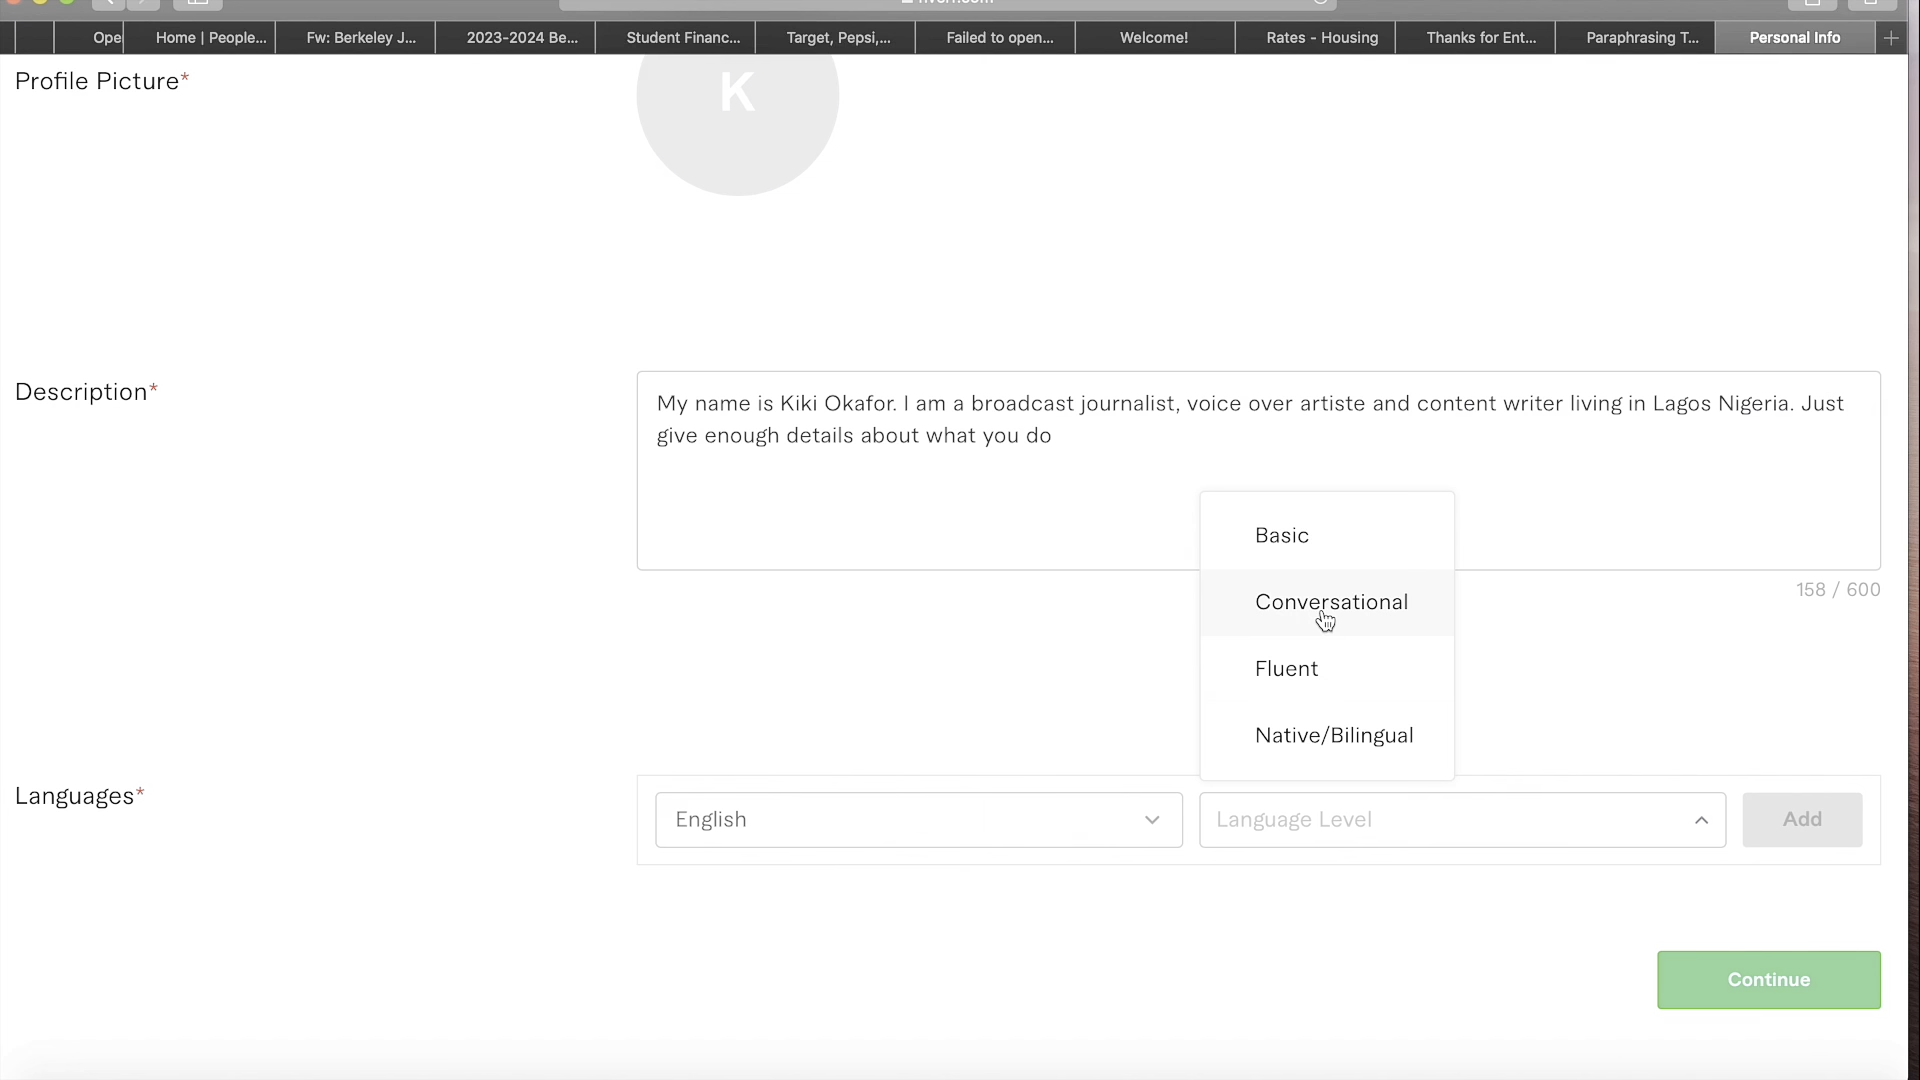 Ope
Home | People...
Fw: Berkeley J...
2023-2024 Be...
Student Financ...
Target, Pepsi,...
Failed to open...
Welcome!
Rates - Housing
Thanks for Ent...
Paraphrasing T...
Personal Info
Profile Picture*
K
Description*
My name is Kiki Okafor. I am a broadcast journalist, voice over artiste and content writer living in Lagos Nigeria. Just
give enough details about what you do
158 / 600
Basic
Conversational
Fluent
Native/Bilingual
Languages*
English
Language Level
Add
Continue